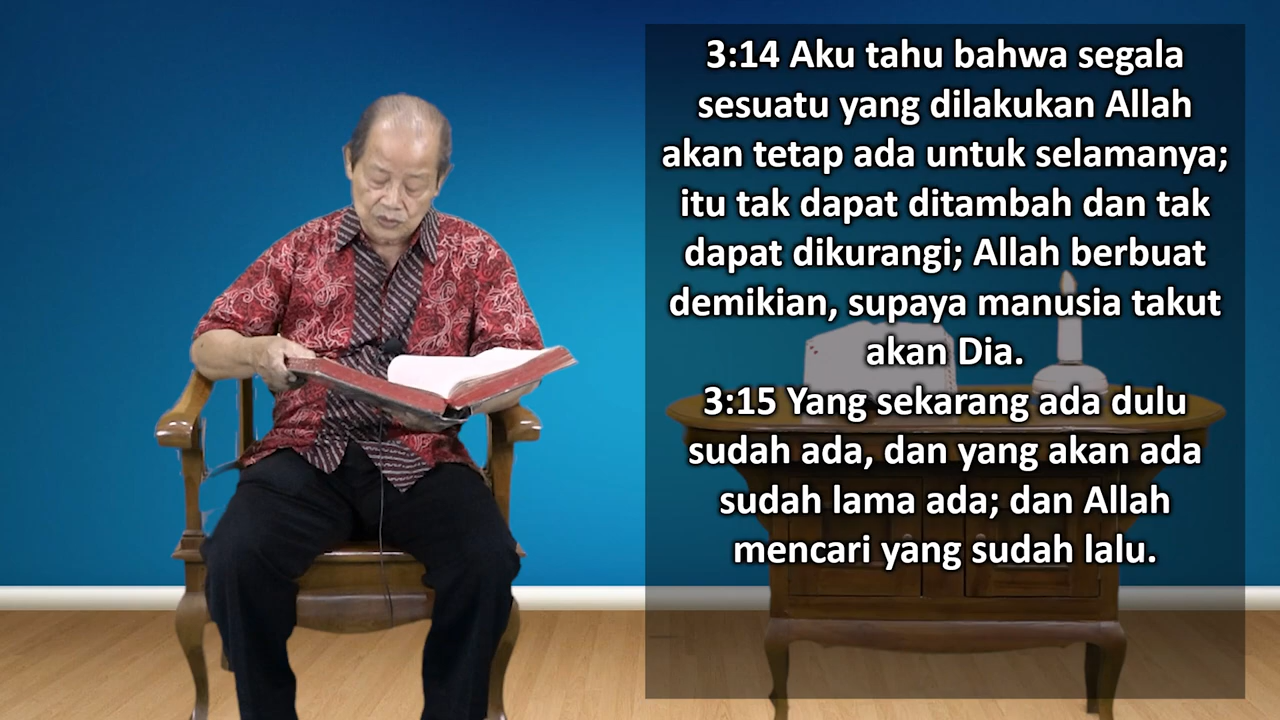 3:14 Aku tahu bahwa segala
sesuatu yang dilakukan Allah
akan tetap ada untuk selamanya;
itu tak dapat ditambah dan tak
dapat dikurangi; Allah berbuat
demikian, supaya manusia takut
akan Dia.
3:15 Yang sekarang ada dulu
sudah ada, dan yang akan ada
sudah lama ada; dan Allah
mencari yang sudah lalu.